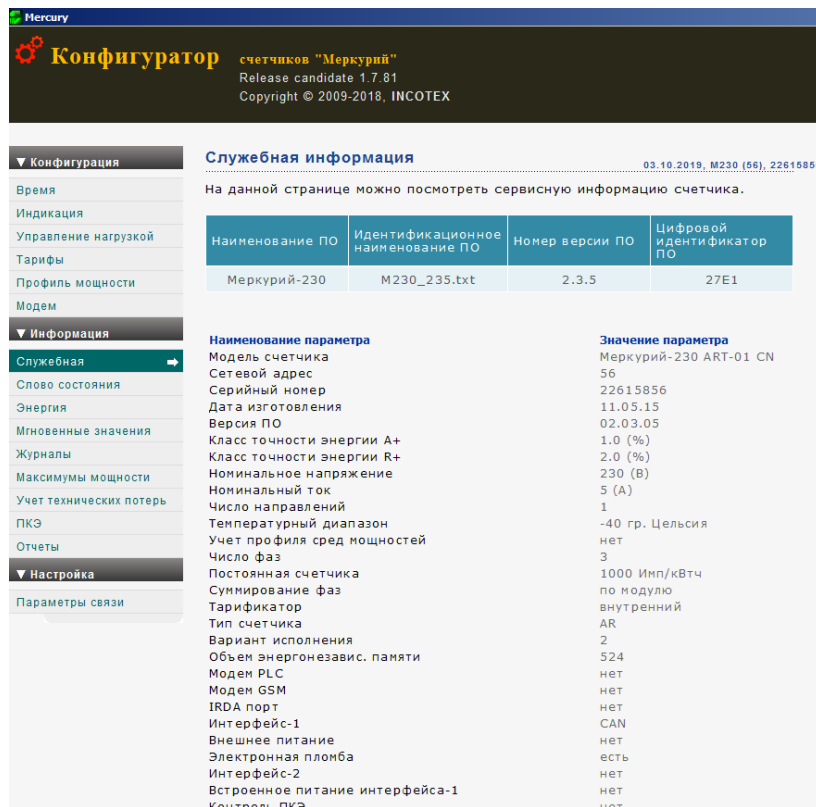 Mercury
Конфигуратор
счетчиков "Меркурий"
Release candidate 1.7.81
Copyright © 2009-2018, INCOTEX
▼ Конфигурация
Время
Индикация
Управление нагрузкой
Тарифы
Профиль мощности
Модем
▼ Информация
Служебная
Слово состояния
Энергия
Мгновенные значения
Журналы
Максимумы мощности
Учет технических потерь
ПКЭ
Отчеты
▼ Настройка
Параметры связи
Служебная информация
03.10.2019, M230 (56), 2261585
На данной странице можно посмотреть сервисную информацию счетчика.
Наименование ПО Идентификационное наименование ПО Номер версии ПО Цифровой идентификатор ПО
Меркурий-230 M230_235.txt 2.3.5 27E1
Наименование параметра Значение параметра
Модель счетчика Меркурий-230 ART-01 CN
Сетевой адрес 56
Серийный номер 22615856
Дата изготовления 11.05.15
Версия ПО 02.03.05
Класс точности энергии A+ 1.0 (%)
Класс точности энергии R+ 2.0 (%)
Номинальное напряжение 230 (В)
Номинальный ток 5 (А)
Число направлений 1
Температурный диапазон -40 гр. Цельсия
Учет профиля сред мощностей нет
Число фаз 3
Постоянная счетчика 1000 Имп/кВтч
Суммирование фаз по модулю
Тарификатор внутренний
Тип счетчика AR
Вариант исполнения 2
Объем энергонезавис. памяти 524
Модем PLC нет
Модем GSM нет
IRDA порт нет
Интерфейс-1 CAN
Внешнее питание нет
Электронная пломба есть
Интерфейс-2 нет
Встроенное питание интерфейса-1 нет
Контроль ПКЭ нет